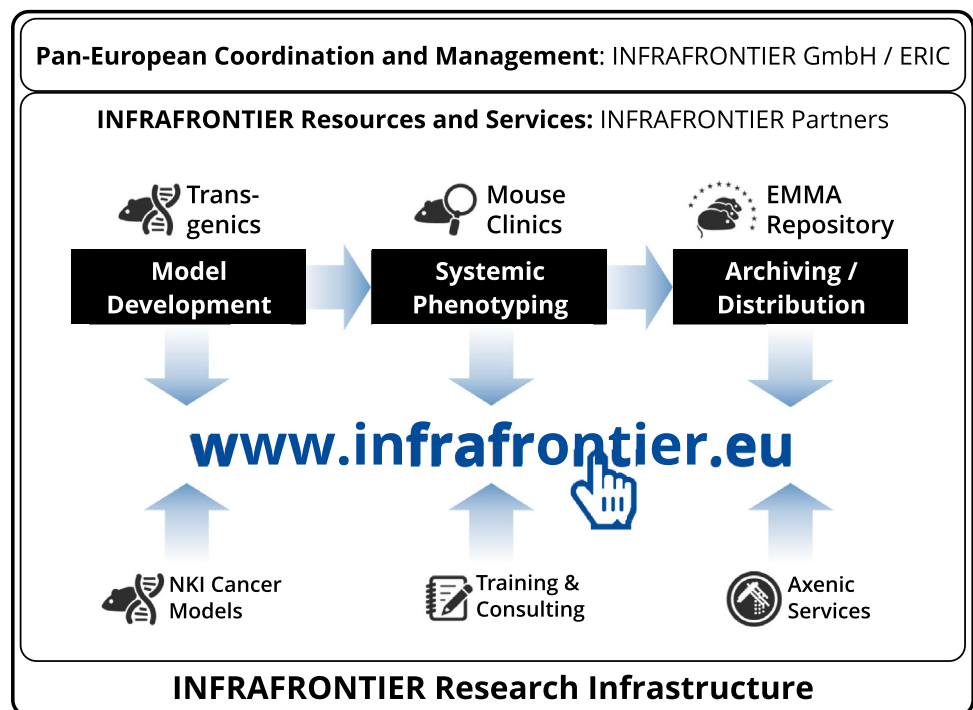 Pan-European Coordination and Management: INFRAFRONTIER GmbH / ERIC
INFRAFRONTIER Resources and Services: INFRAFRONTIER Partners
Trans-
genics
Mouse
Clinics
EMMA
Repository
Model
Development
Systemic
Phenotyping
Archiving /
Distribution
www.infrafrontier.eu
NKI Cancer
Models
Training &
Consulting
Axenic
Services
INFRAFRONTIER Research Infrastructure